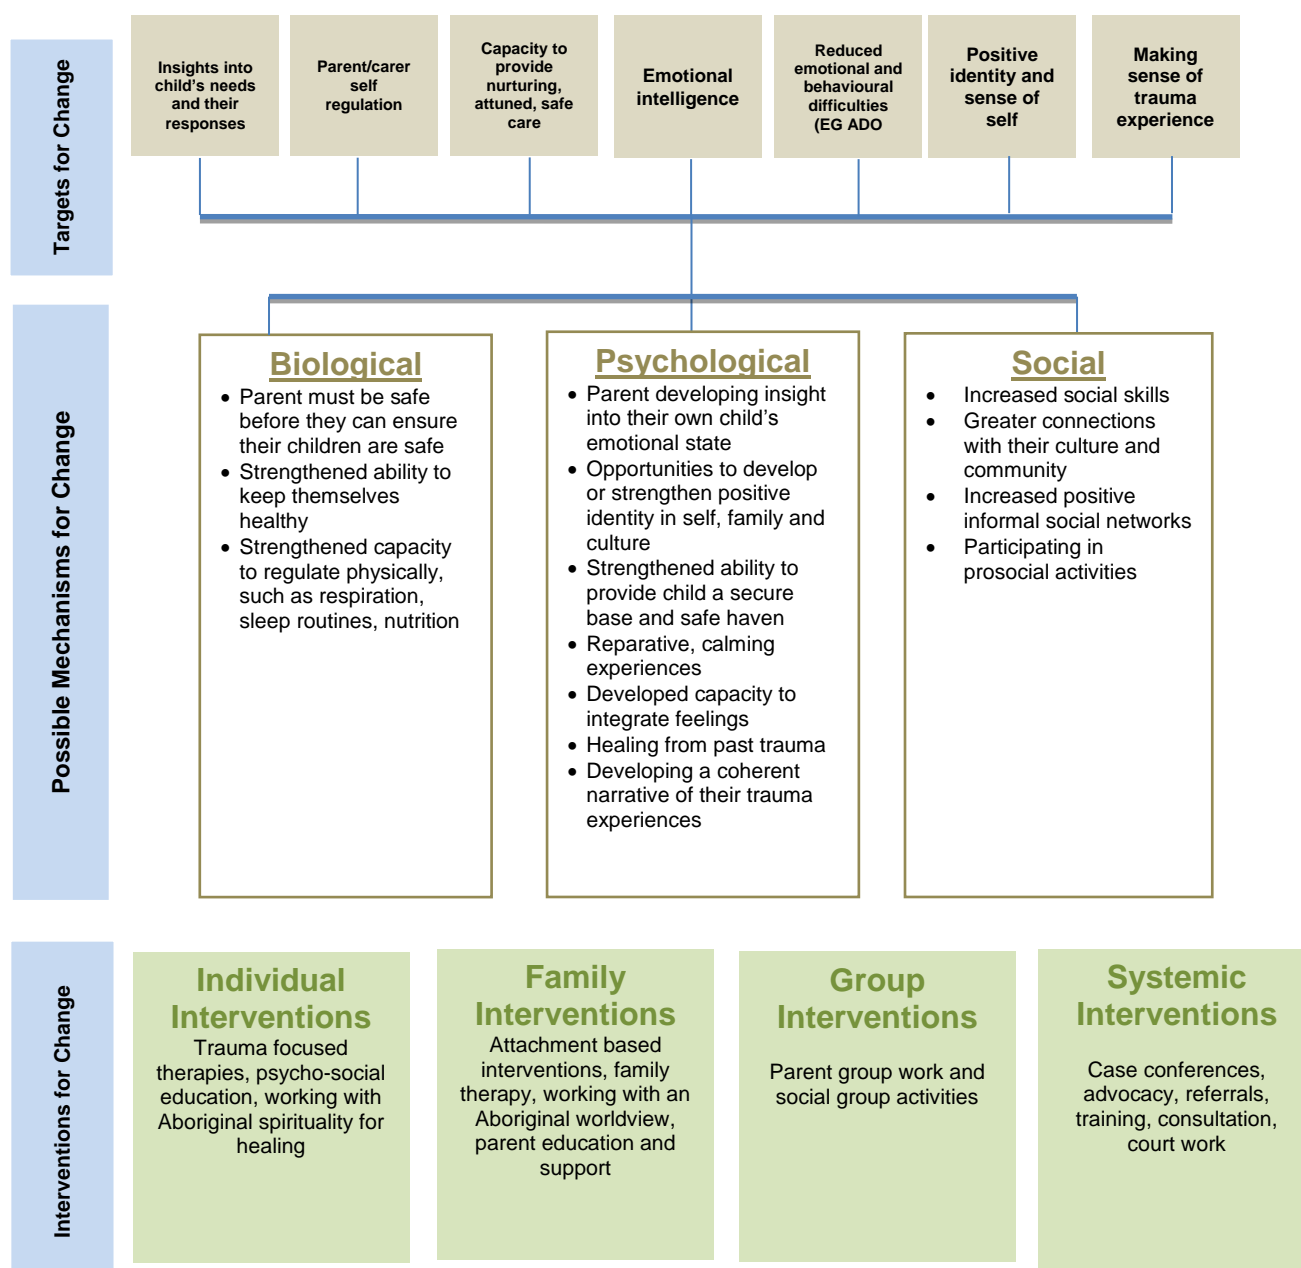 Targets for Change
Insights into
child's needs
and their
responses
Parent/carer
self
regulation
Capacity to
provide
nurturing,
attuned, safe
care
Emotional
intelligence
Reduced
emotional and
behavioural
difficulties
(EG ADO
Positive
identity and
sense of
self
Making
sense of
trauma
experience
Possible Mechanisms for Change
Biological
• Parent must be safe
before they can ensure
their children are safe
• Strengthened ability to
keep themselves
healthy
• Strengthened capacity
to regulate physically,
such as respiration,
sleep routines, nutrition
Psychological
• Parent developing insight
into their own child's
emotional state
• Opportunities to develop
or strengthen positive
identity in self, family and
culture
• Strengthened ability to
provide child a secure
base and safe haven
• Reparative, calming
experiences
• Developed capacity to
integrate feelings
• Healing from past trauma
• Developing a coherent
narrative of their trauma
experiences
Social
• Increased social skills
• Greater connections
with their culture and
community
• Increased positive
informal social networks
• Participating in
prosocial activities
Interventions for Change
Individual
Interventions
Trauma focused
therapies, psycho-social
education, working with
Aboriginal spirituality for
healing
Family
Interventions
Attachment based
interventions, family
therapy, working with an
Aboriginal worldview,
parent education and
support
Group
Interventions
Parent group work and
social group activities
Systemic
Interventions
Case conferences,
advocacy, referrals,
training, consultation,
court work